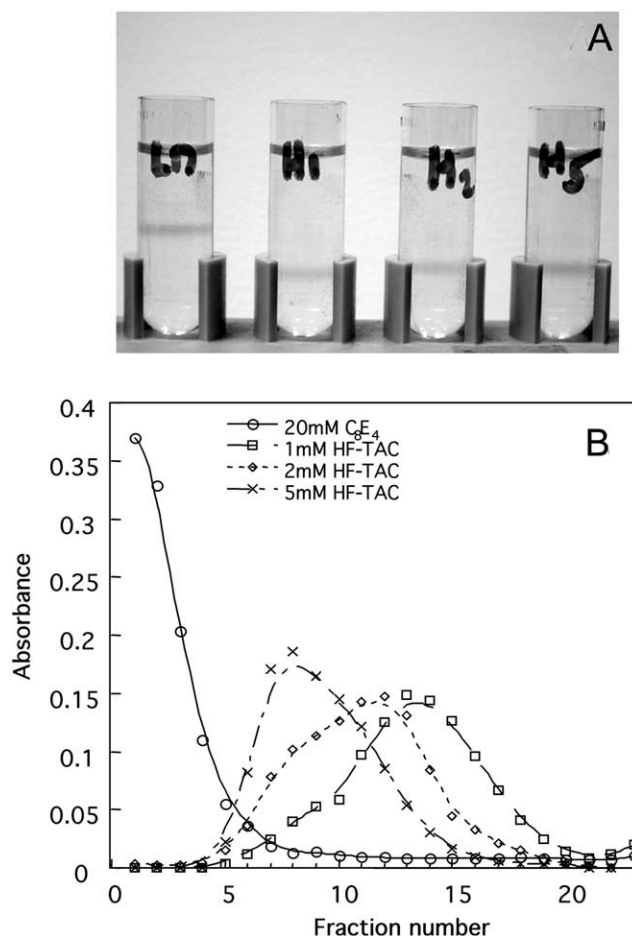 A
Ln H1 H2 H5
B
0.4
0.35
0.3
0.25
0.2
0.15
0.1
0.05
0
20mM C₈E₄
1mM HF-TAC
2mM HF-TAC
5mM HF-TAC
Absorbance
0 5 10 15 20
Fraction number